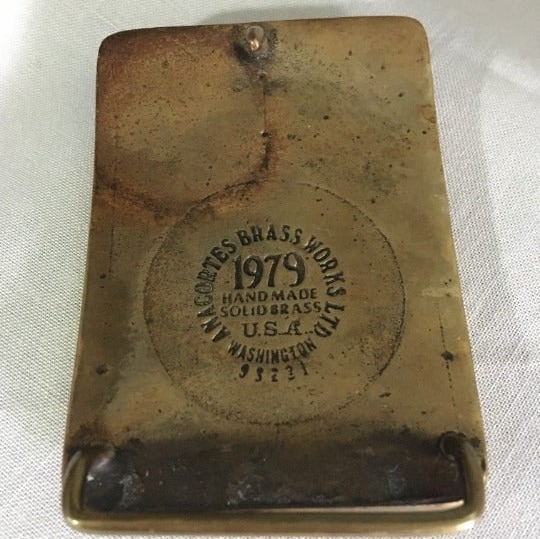 ANACORTES BRASS WORKS LTD
1979
HAND MADE
SOLID BRASS
U.S.A.
WASHINGTON
98221